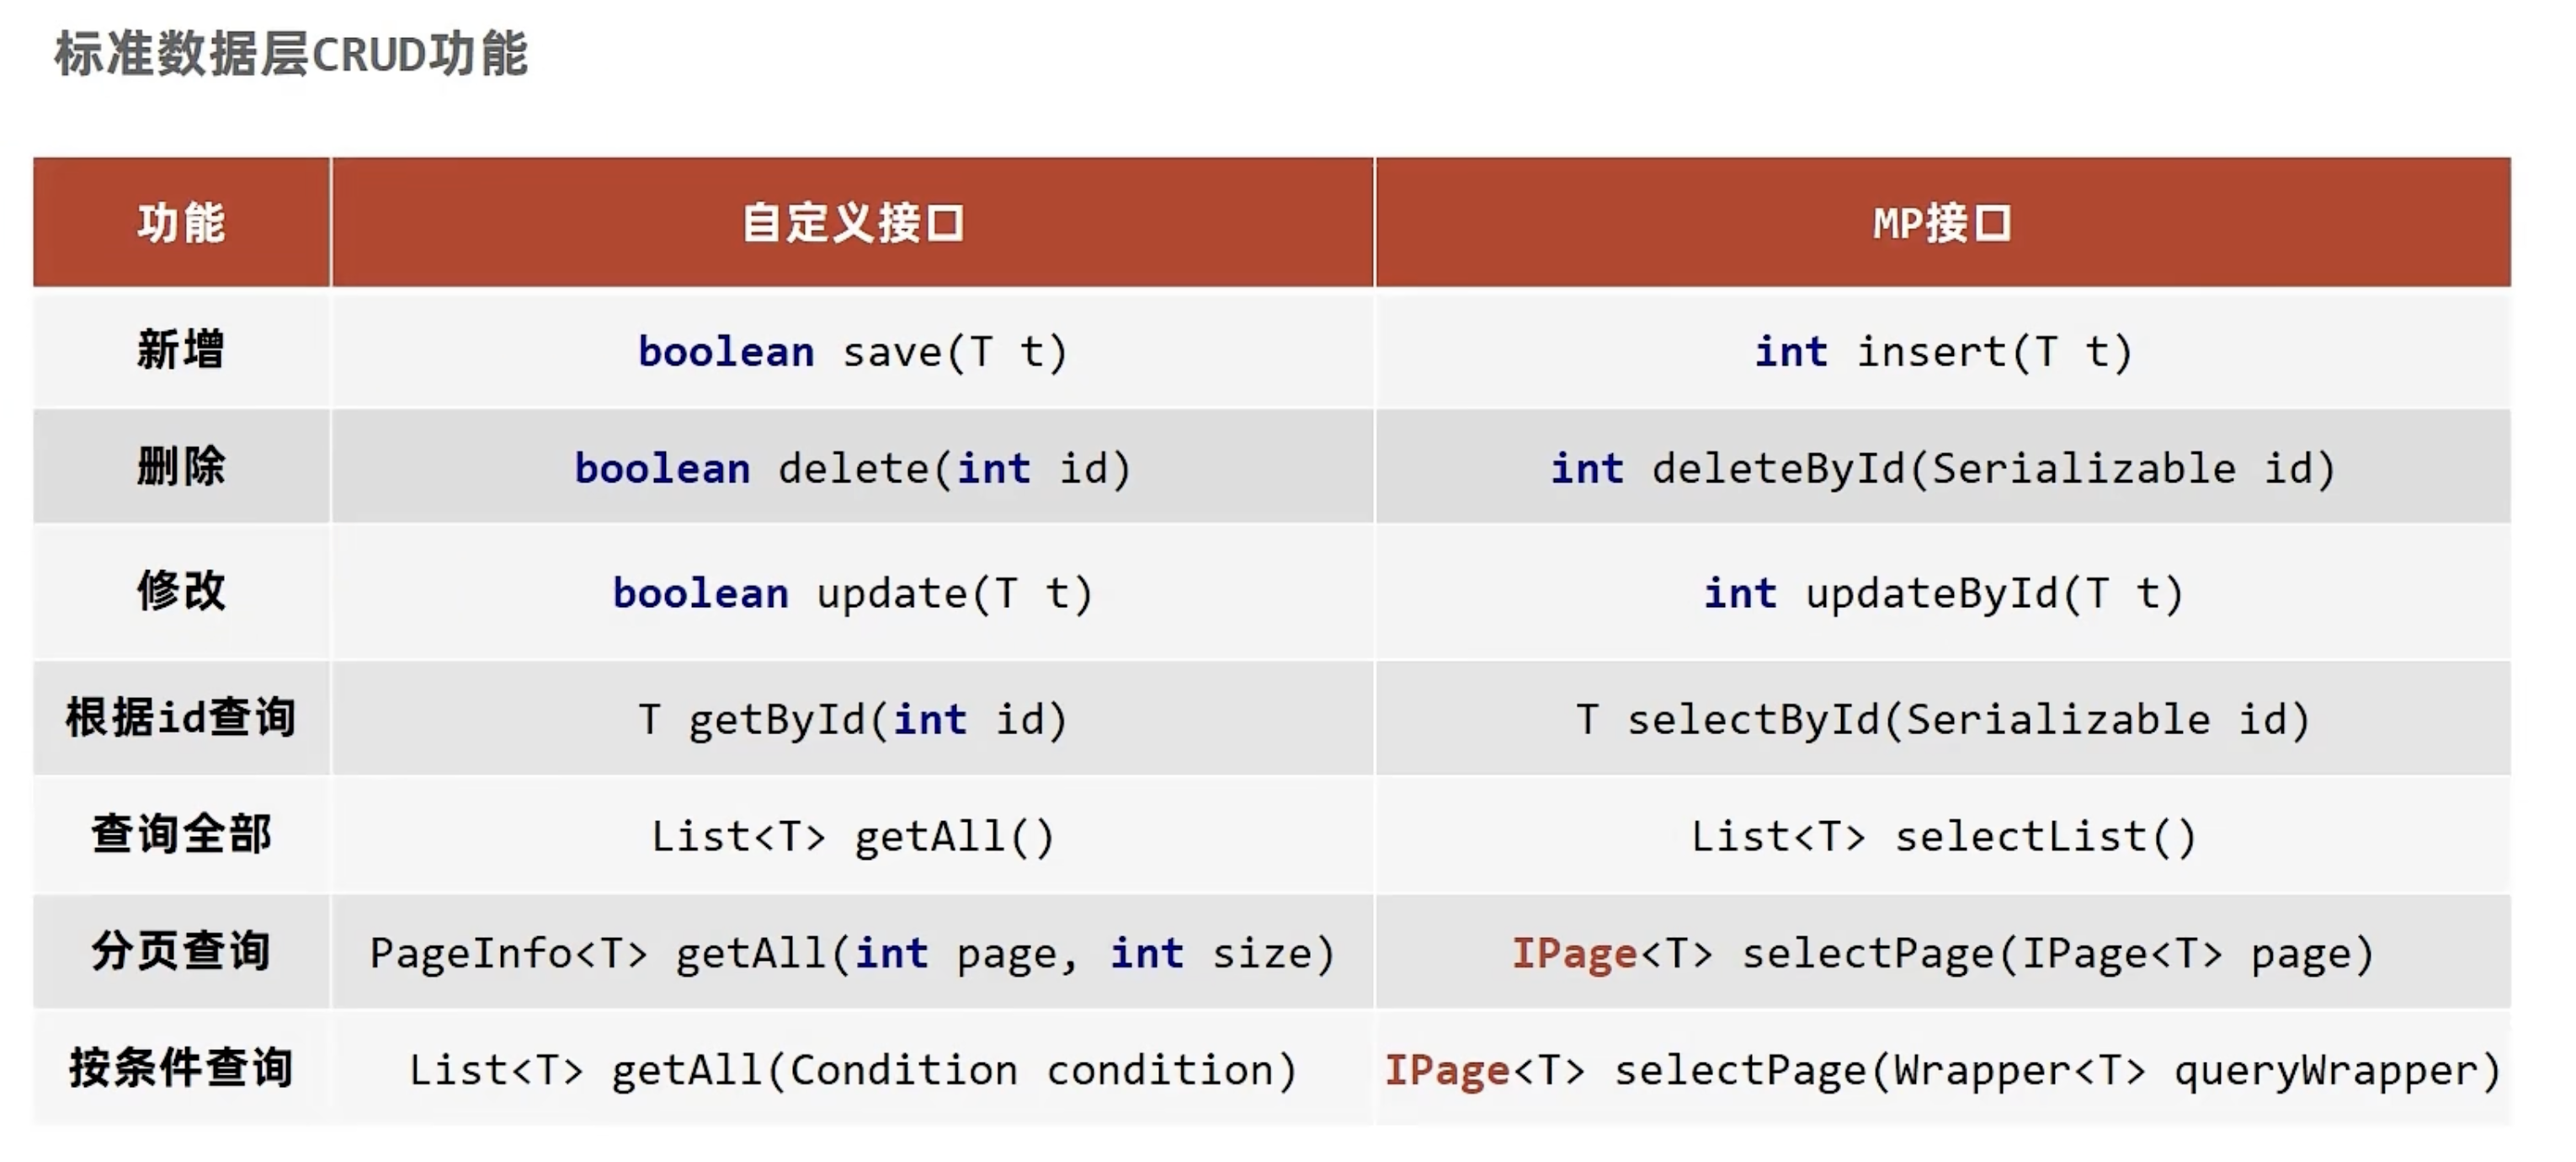 标准数据层CRUD功能
功能 自定义接口 MP接口
新增 boolean save(T t) int insert(T t)
删除 boolean delete(int id) int deleteById(Serializable id)
修改 boolean update(T t) int updateById(T t)
根据id查询 T getById(int id) T selectById(Serializable id)
查询全部 List<T> getAll() List<T> selectList()
分页查询 PageInfo<T> getAll(int page, int size) IPage<T> selectPage(IPage<T> page)
按条件查询 List<T> getAll(Condition condition) IPage<T> selectPage(Wrapper<T> queryWrapper)